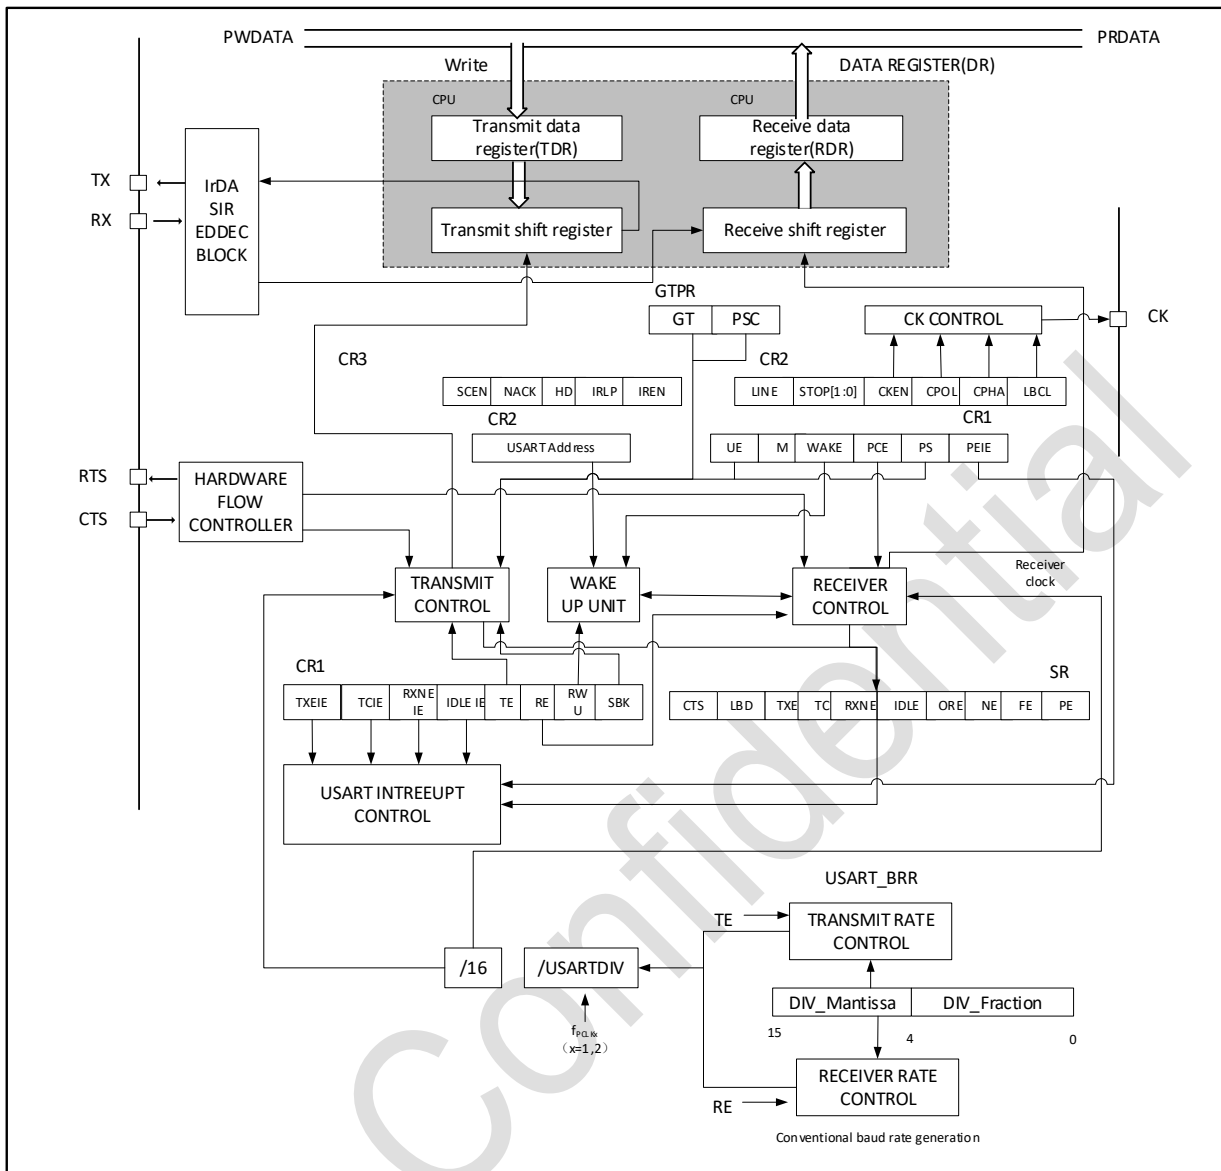 PWDATA
PRDATA
Write
DATA REGISTER(DR)
CPU
CPU
Transmit data
register(TDR)
Receive data
register(RDR)
TX
RX
IrDA
SIR
EDDEC
BLOCK
Transmit shift register
Receive shift register
GTPR
GT
PSC
CK CONTROL
CK
CR3
CR2
SCEN
NACK
HD
IRLP
IREN
LINE
STOP[1:0]
CKEN
CPOL
CPHA
LBCL
CR2
CR1
USART Address
UE
M
WAKE
PCE
PS
PEIE
RTS
CTS
HARDWARE
FLOW
CONTROLLER
TRANSMIT
CONTROL
WAKE
UP UNIT
RECEIVER
CONTROL
Receiver
clock
CR1
SR
TXEIE
TCIE
RXNE
IE
IDLE IE
TE
RE
RW
U
SBK
CTS
LBD
TXE
TC
RXNE
IDLE
ORE
NE
FE
PE
USART INTREEUPT
CONTROL
USART_BRR
TE
TRANSMIT RATE
CONTROL
/16
/USARTDIV
DIV_Mantissa
DIV_Fraction
15
4
0
fPCLKx
（x=1,2）
RECEIVER RATE
CONTROL
RE
Conventional baud rate generation
Confidential